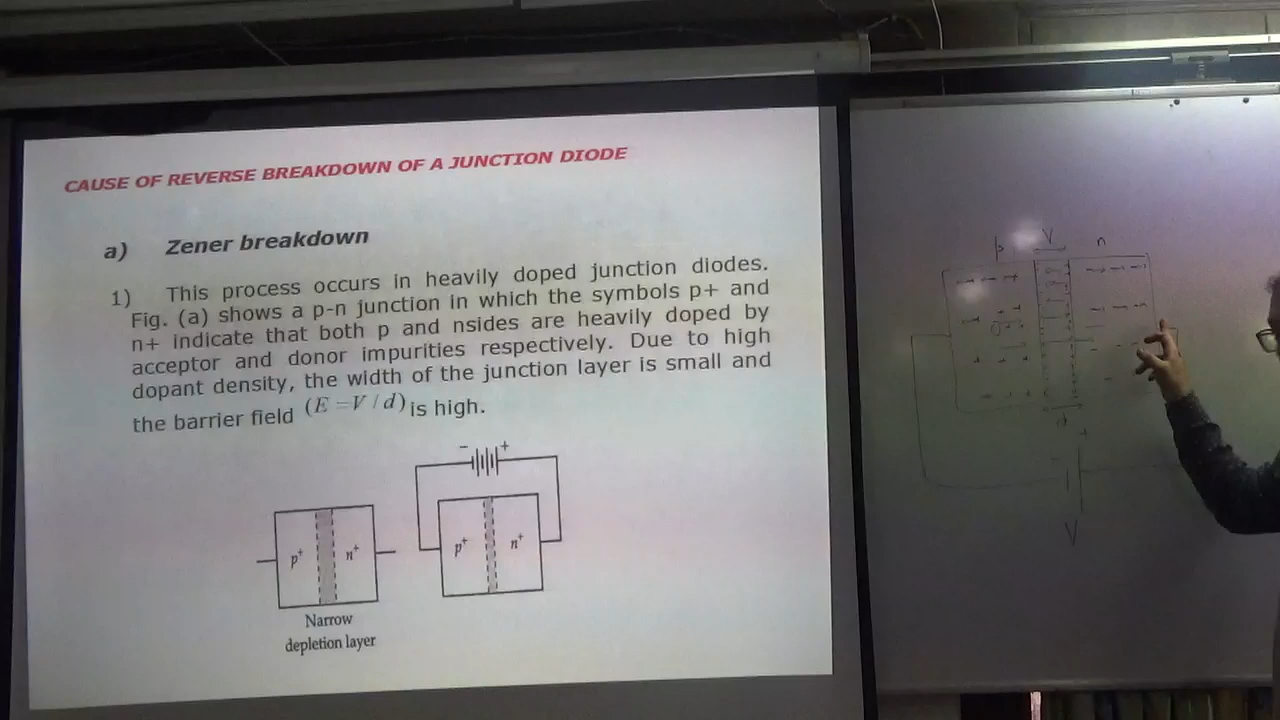 CAUSE OF REVERSE BREAKDOWN OF A JUNCTION DIODE
a) Zener breakdown
1) This process occurs in heavily doped junction diodes.
Fig. (a) shows a p-n junction in which the symbols p+ and
n+ indicate that both p and nsides are heavily doped by
acceptor and donor impurities respectively. Due to high
dopant density, the width of the junction layer is small and
the barrier field (E = V / d) is high.
- +
p+ n+
p+ n+
Narrow
depletion layer
p V n
d
- +
V